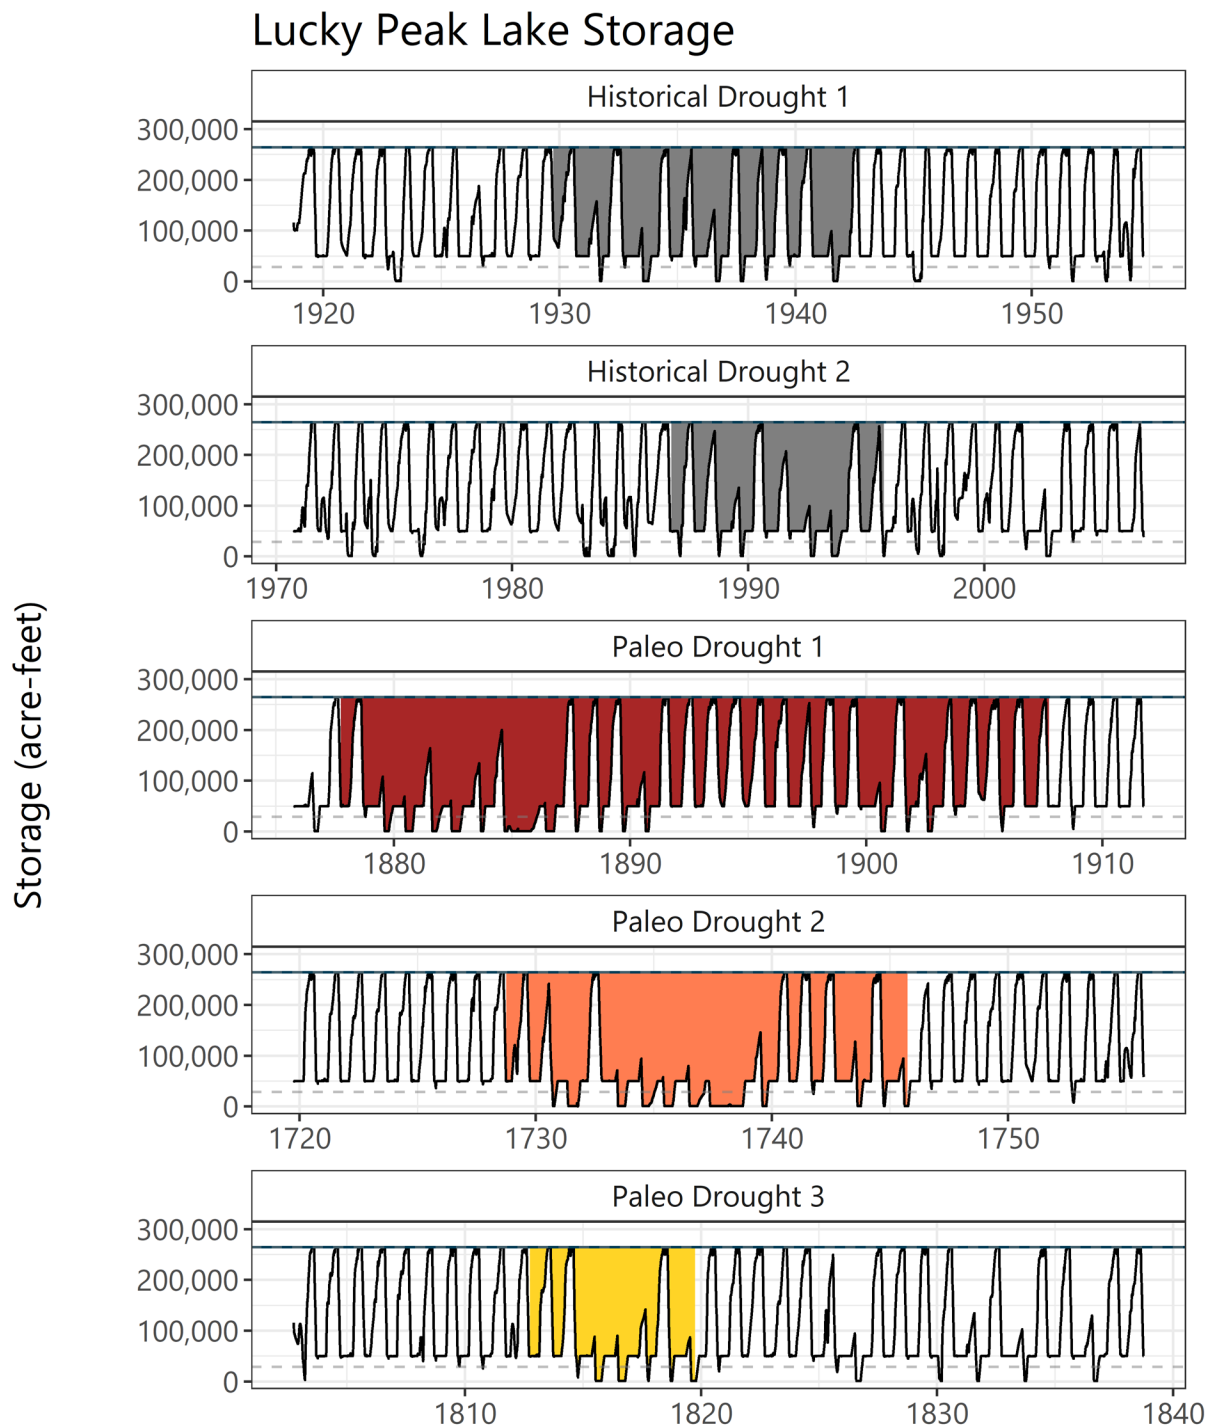 Lucky Peak Lake Storage
Storage (acre-feet)
Historical Drought 1
300,000
200,000
100,000
0
1920 1930 1940 1950
Historical Drought 2
300,000
200,000
100,000
0
1970 1980 1990 2000
Paleo Drought 1
300,000
200,000
100,000
0
1880 1890 1900 1910
Paleo Drought 2
300,000
200,000
100,000
0
1720 1730 1740 1750
Paleo Drought 3
300,000
200,000
100,000
0
1810 1820 1830 1840